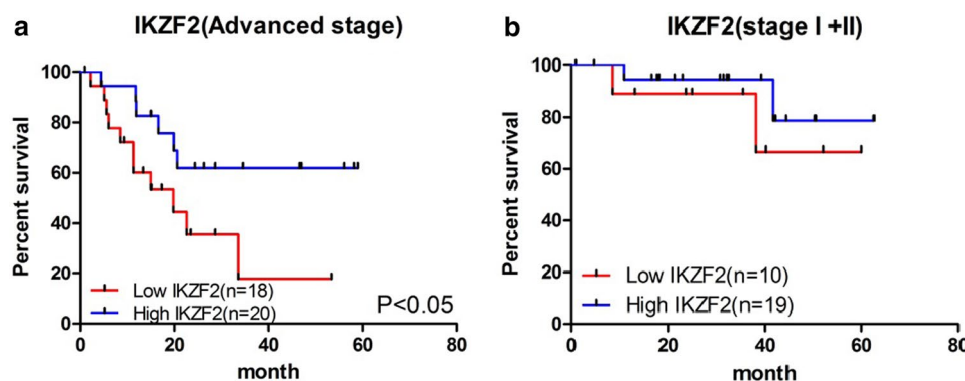 a
IKZF2(Advanced stage)
Percent survival
100
80
60
40
20
0
Low IKZF2(n=18)
High IKZF2(n=20)
P<0.05
0 20 40 60 80
month
b
IKZF2(stage I +II)
Percent survival
100
80
60
40
20
0
Low IKZF2(n=10)
High IKZF2(n=19)
0 20 40 60 80
month